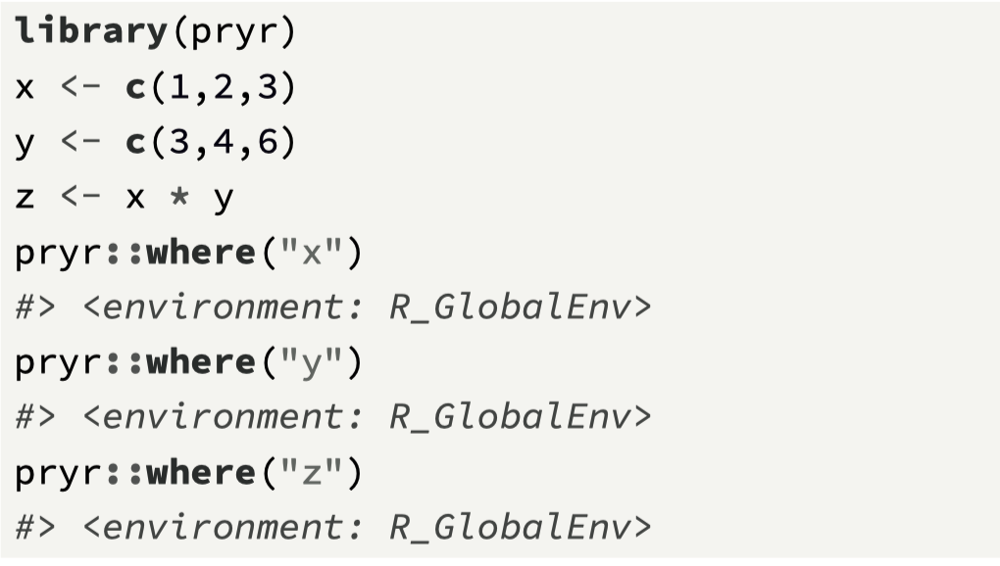 library(pryr)
x <- c(1,2,3)
y <- c(3,4,6)
z <- x * y
pryr::where("x")
#> <environment: R_GlobalEnv>
pryr::where("y")
#> <environment: R_GlobalEnv>
pryr::where("z")
#> <environment: R_GlobalEnv>